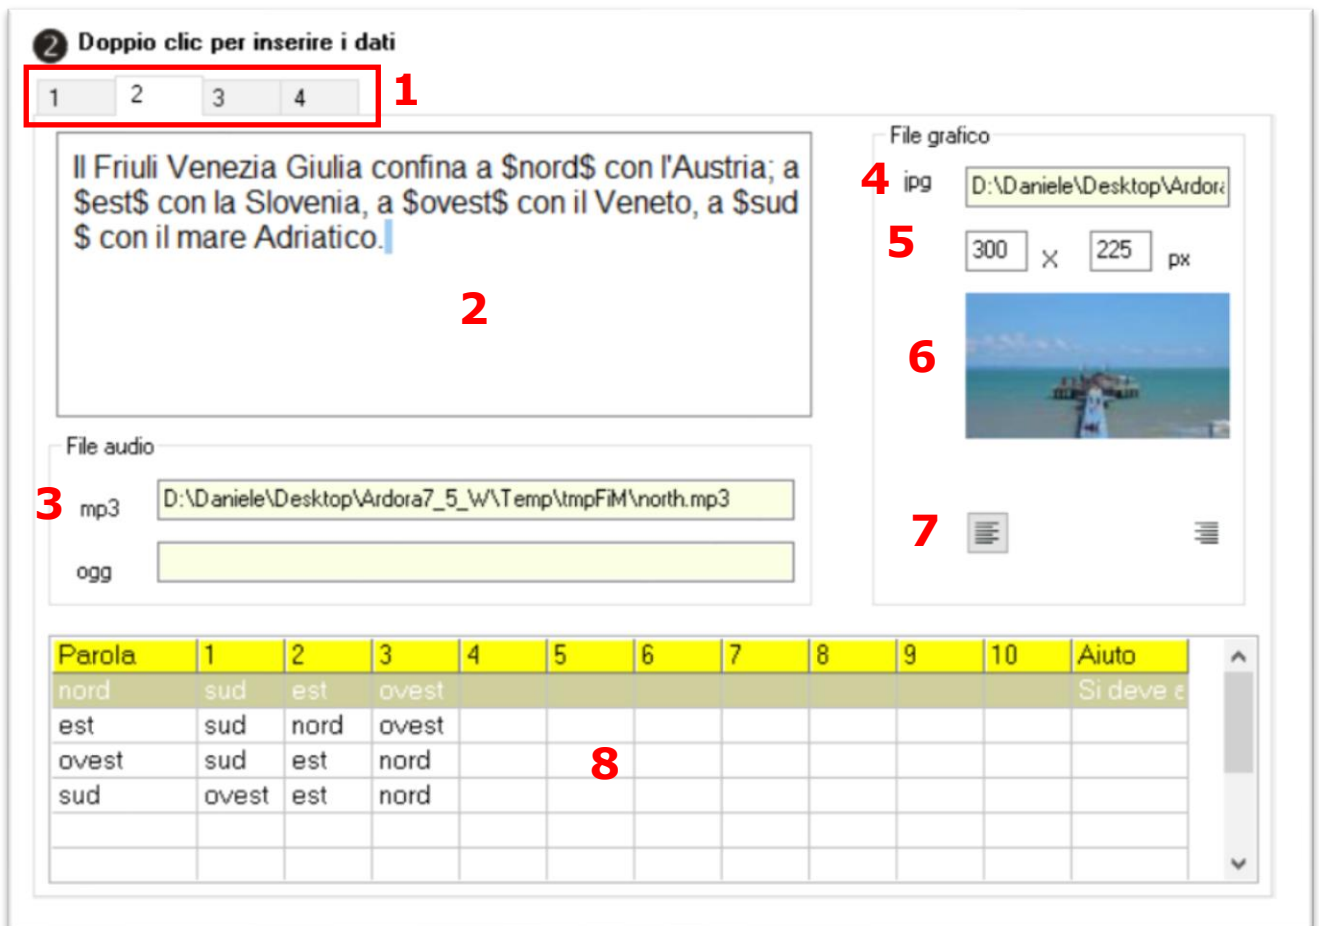 2 Doppio clic per inserire i dati
1 2 3 4 1
Il Friuli Venezia Giulia confina a $nord$ con l'Austria; a
$est$ con la Slovenia, a $ovest$ con il Veneto, a $sud
$ con il mare Adriatico.
2
File audio
3 mp3 D:\Daniele\Desktop\Ardora7_5_W\Temp\tmpFiM\north.mp3
ogg
File grafico
4 jpg D:\Daniele\Desktop\Ardora
5 300 X 225 px
6
7
Parola 1 2 3 4 5 6 7 8 9 10 Aiuto
nord sud est ovest Si deve
est sud nord ovest
ovest sud est nord 8
sud ovest est nord